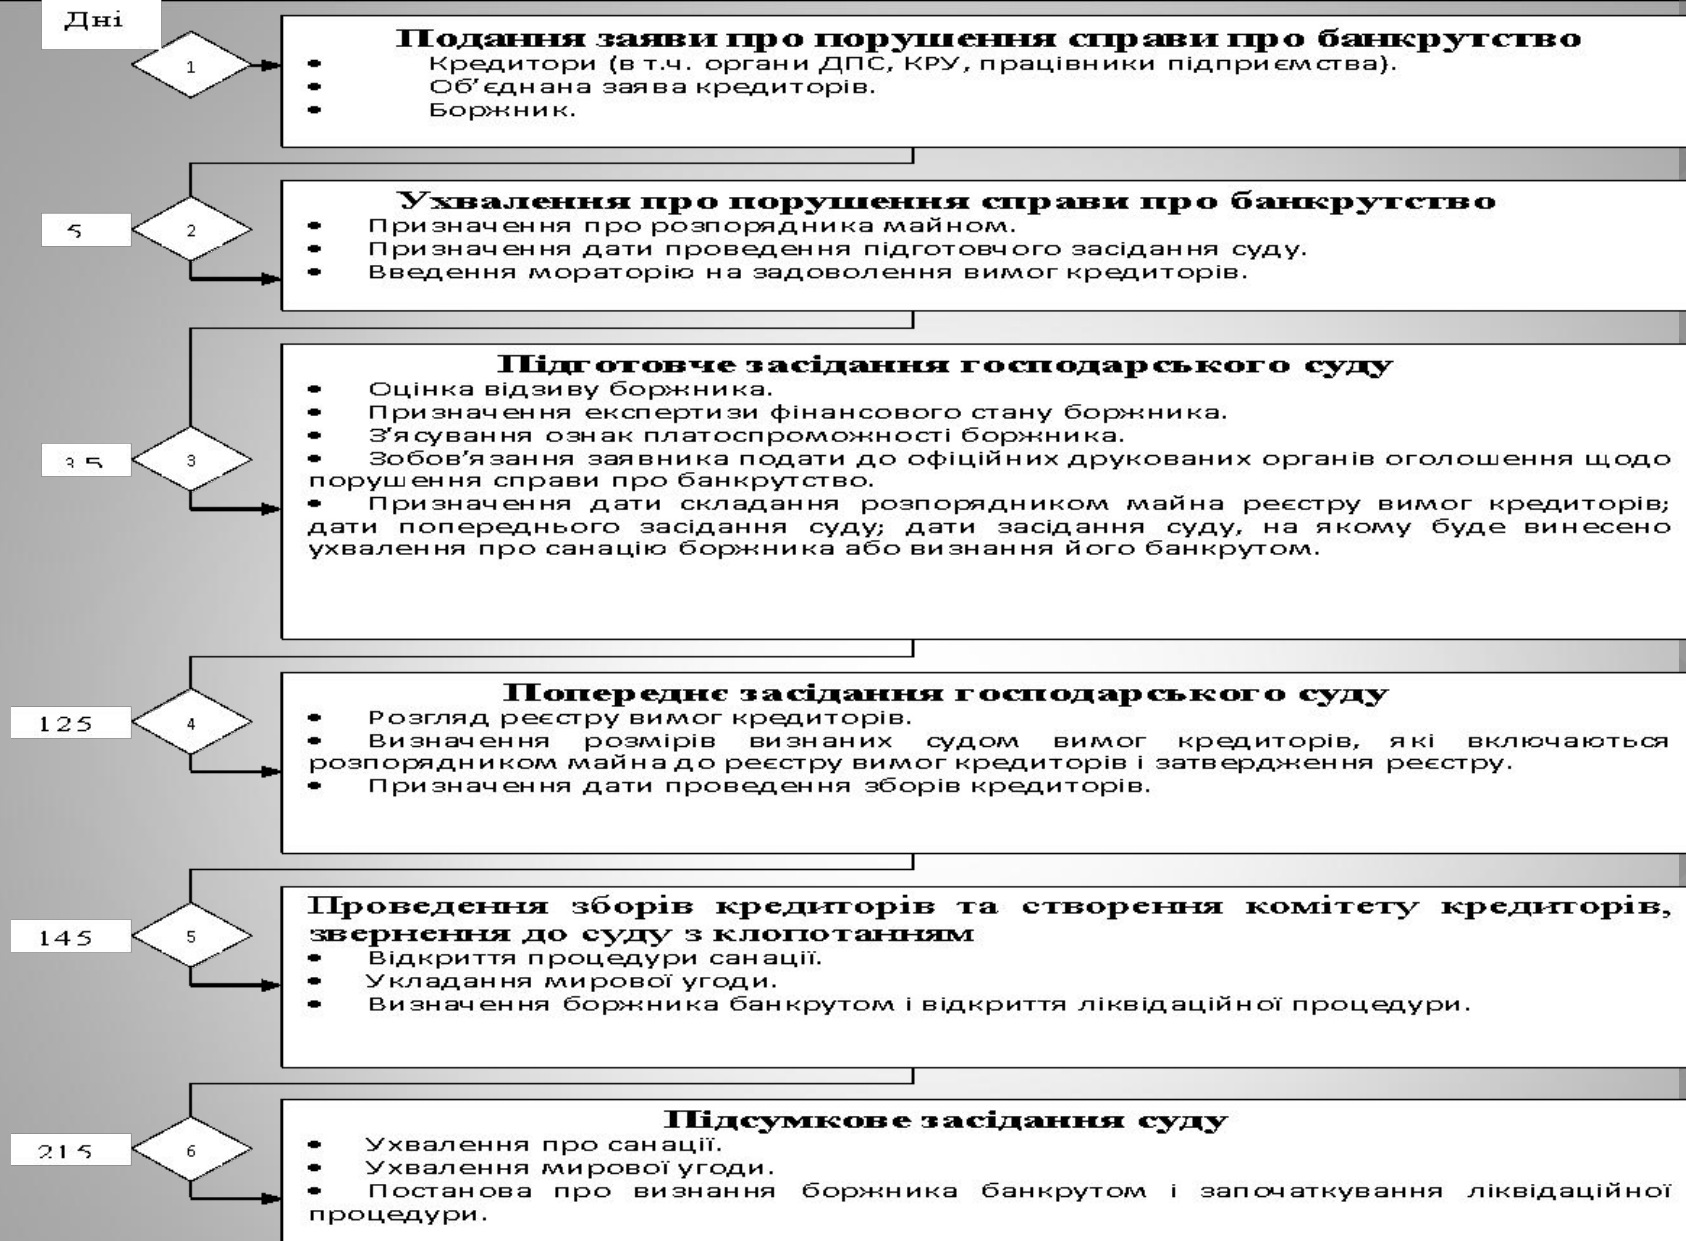 Дні
1
Подання заяви про порушення справи про банкрутство
• Кредитори (в т.ч. органи ДПС, КРУ, працівники підприємства).
• Об’єднана заява кредиторів.
• Боржник.
5
2
Ухвалення про порушення справи про банкрутство
• Призначення про розпорядника майном.
• Призначення дати проведення підготовчого засідання суду.
• Введення мораторію на задоволення вимог кредиторів.
35
3
Підготовче засідання господарського суду
• Оцінка відзиву боржника.
• Призначення експертизи фінансового стану боржника.
• З’ясування ознак платоспроможності боржника.
• Зобов’язання заявника подати до офіційних друкованих органів оголошення щодо
порушення справи про банкрутство.
• Призначення дати складання розпорядником майна реєстру вимог кредиторів;
дати попереднього засідання суду; дати засідання суду, на якому буде винесено
ухвалення про санацію боржника або визнання його банкрутом.
125
4
Попереднє засідання господарського суду
• Розгляд реєстру вимог кредиторів.
• Визначення розмірів визнаних судом вимог кредиторів, які включаються
розпорядником майна до реєстру вимог кредиторів і затвердження реєстру.
• Призначення дати проведення зборів кредиторів.
145
5
Проведення зборів кредиторів та створення комітету кредиторів,
звернення до суду з клопотанням
• Відкриття процедури санації.
• Укладання мирової угоди.
• Визначення боржника банкрутом і відкриття ліквідаційної процедури.
215
6
Підсумкове засідання суду
• Ухвалення про санації.
• Ухвалення мирової угоди.
• Постанова про визнання боржника банкрутом і започаткування ліквідаційної
процедури.